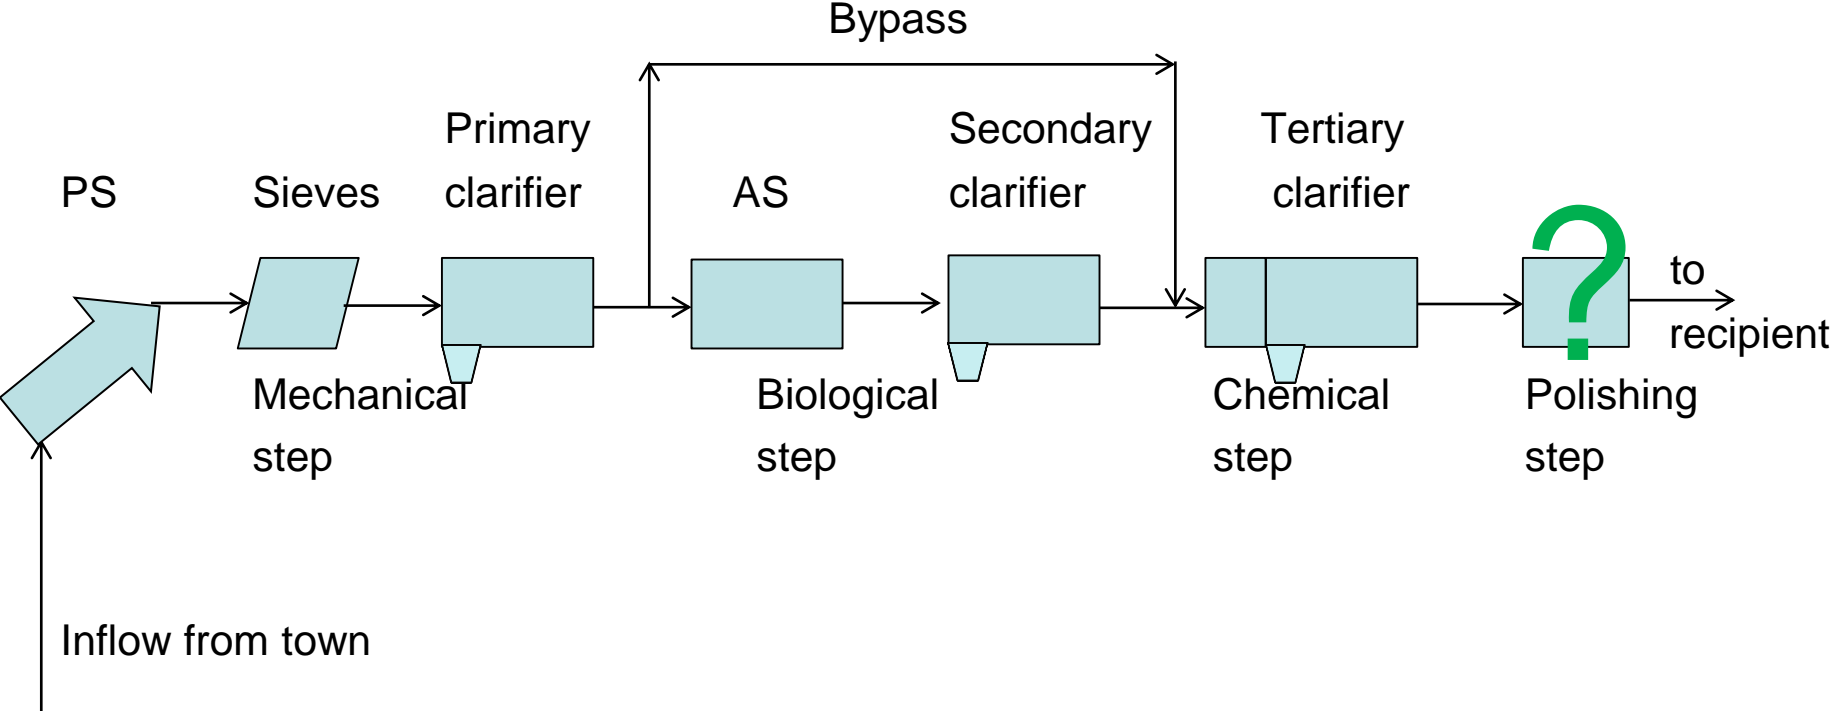 Bypass
Primary
clarifier
Secondary
clarifier
Tertiary
clarifier
PS
Sieves
AS
?
to
recipient
Mechanical
step
Biological
step
Chemical
step
Polishing
step
Inflow from town